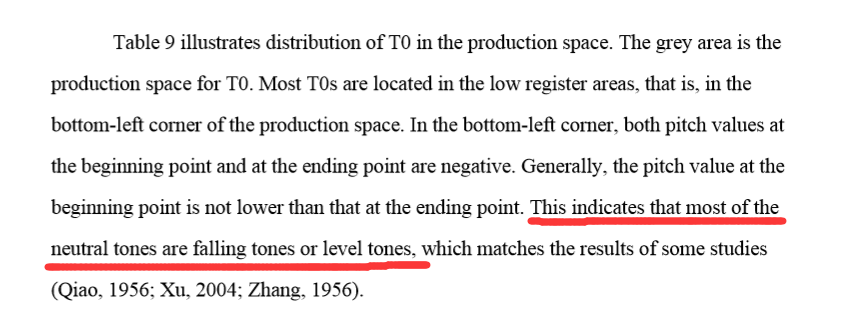 Table 9 illustrates distribution of T0 in the production space. The grey area is the
production space for T0. Most T0s are located in the low register areas, that is, in the
bottom-left corner of the production space. In the bottom-left corner, both pitch values at
the beginning point and at the ending point are negative. Generally, the pitch value at the
beginning point is not lower than that at the ending point. This indicates that most of the
neutral tones are falling tones or level tones, which matches the results of some studies
(Qiao, 1956; Xu, 2004; Zhang, 1956).